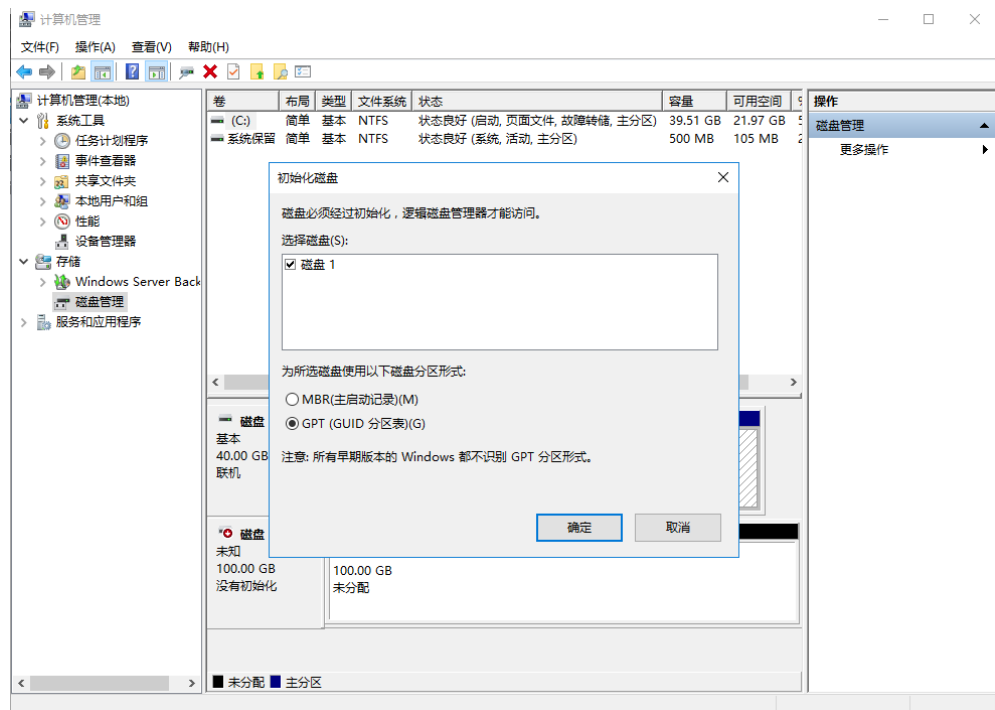 计算机管理
文件(F) 操作(A) 查看(V) 帮助(H)
计算机管理(本地)
系统工具
任务计划程序
事件查看器
共享文件夹
本地用户和组
性能
设备管理器
存储
Windows Server Back
磁盘管理
服务和应用程序
卷 布局 类型 文件系统 状态 容量 可用空间
(C:) 简单 基本 NTFS 状态良好 (启动, 页面文件, 故障转储, 主分区) 39.51 GB 21.97 GB
系统保留 简单 基本 NTFS 状态良好 (系统, 活动, 主分区) 500 MB 105 MB
操作
磁盘管理
更多操作
初始化磁盘
磁盘必须经过初始化，逻辑磁盘管理器才能访问。
选择磁盘(S):
磁盘 1
为所选磁盘使用以下磁盘分区形式:
MBR(主启动记录)(M)
GPT (GUID 分区表)(G)
注意: 所有早期版本的 Windows 都不识别 GPT 分区形式。
确定 取消
磁盘
基本
40.00 GB
联机
磁盘
未知
100.00 GB
没有初始化
100.00 GB
未分配
未分配 主分区